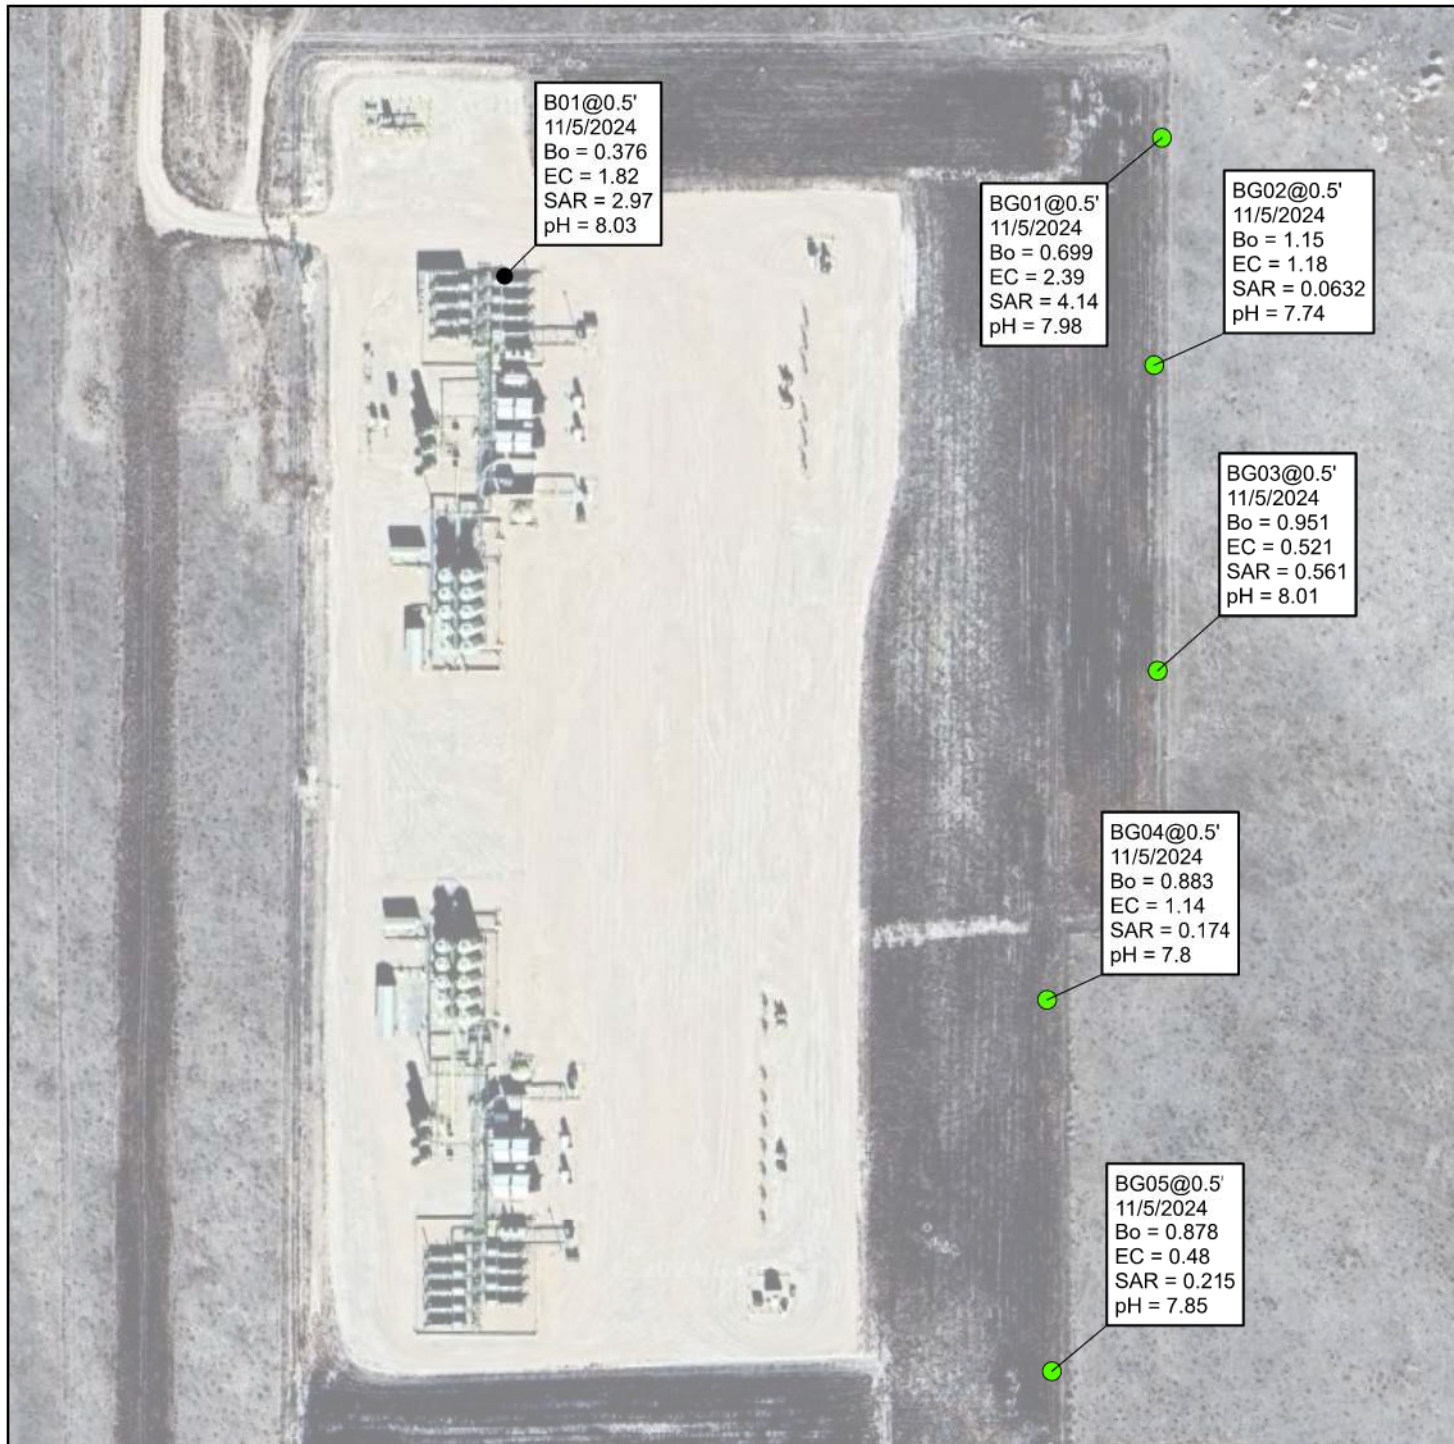 B01@0.5'
11/5/2024
Bo = 0.376
EC = 1.82
SAR = 2.97
pH = 8.03
BG01@0.5'
11/5/2024
Bo = 0.699
EC = 2.39
SAR = 4.14
pH = 7.98
BG02@0.5'
11/5/2024
Bo = 1.15
EC = 1.18
SAR = 0.0632
pH = 7.74
BG03@0.5'
11/5/2024
Bo = 0.951
EC = 0.521
SAR = 0.561
pH = 8.01
BG04@0.5'
11/5/2024
Bo = 0.883
EC = 1.14
SAR = 0.174
pH = 7.8
BG05@0.5'
11/5/2024
Bo = 0.878
EC = 0.48
SAR = 0.215
pH = 7.85